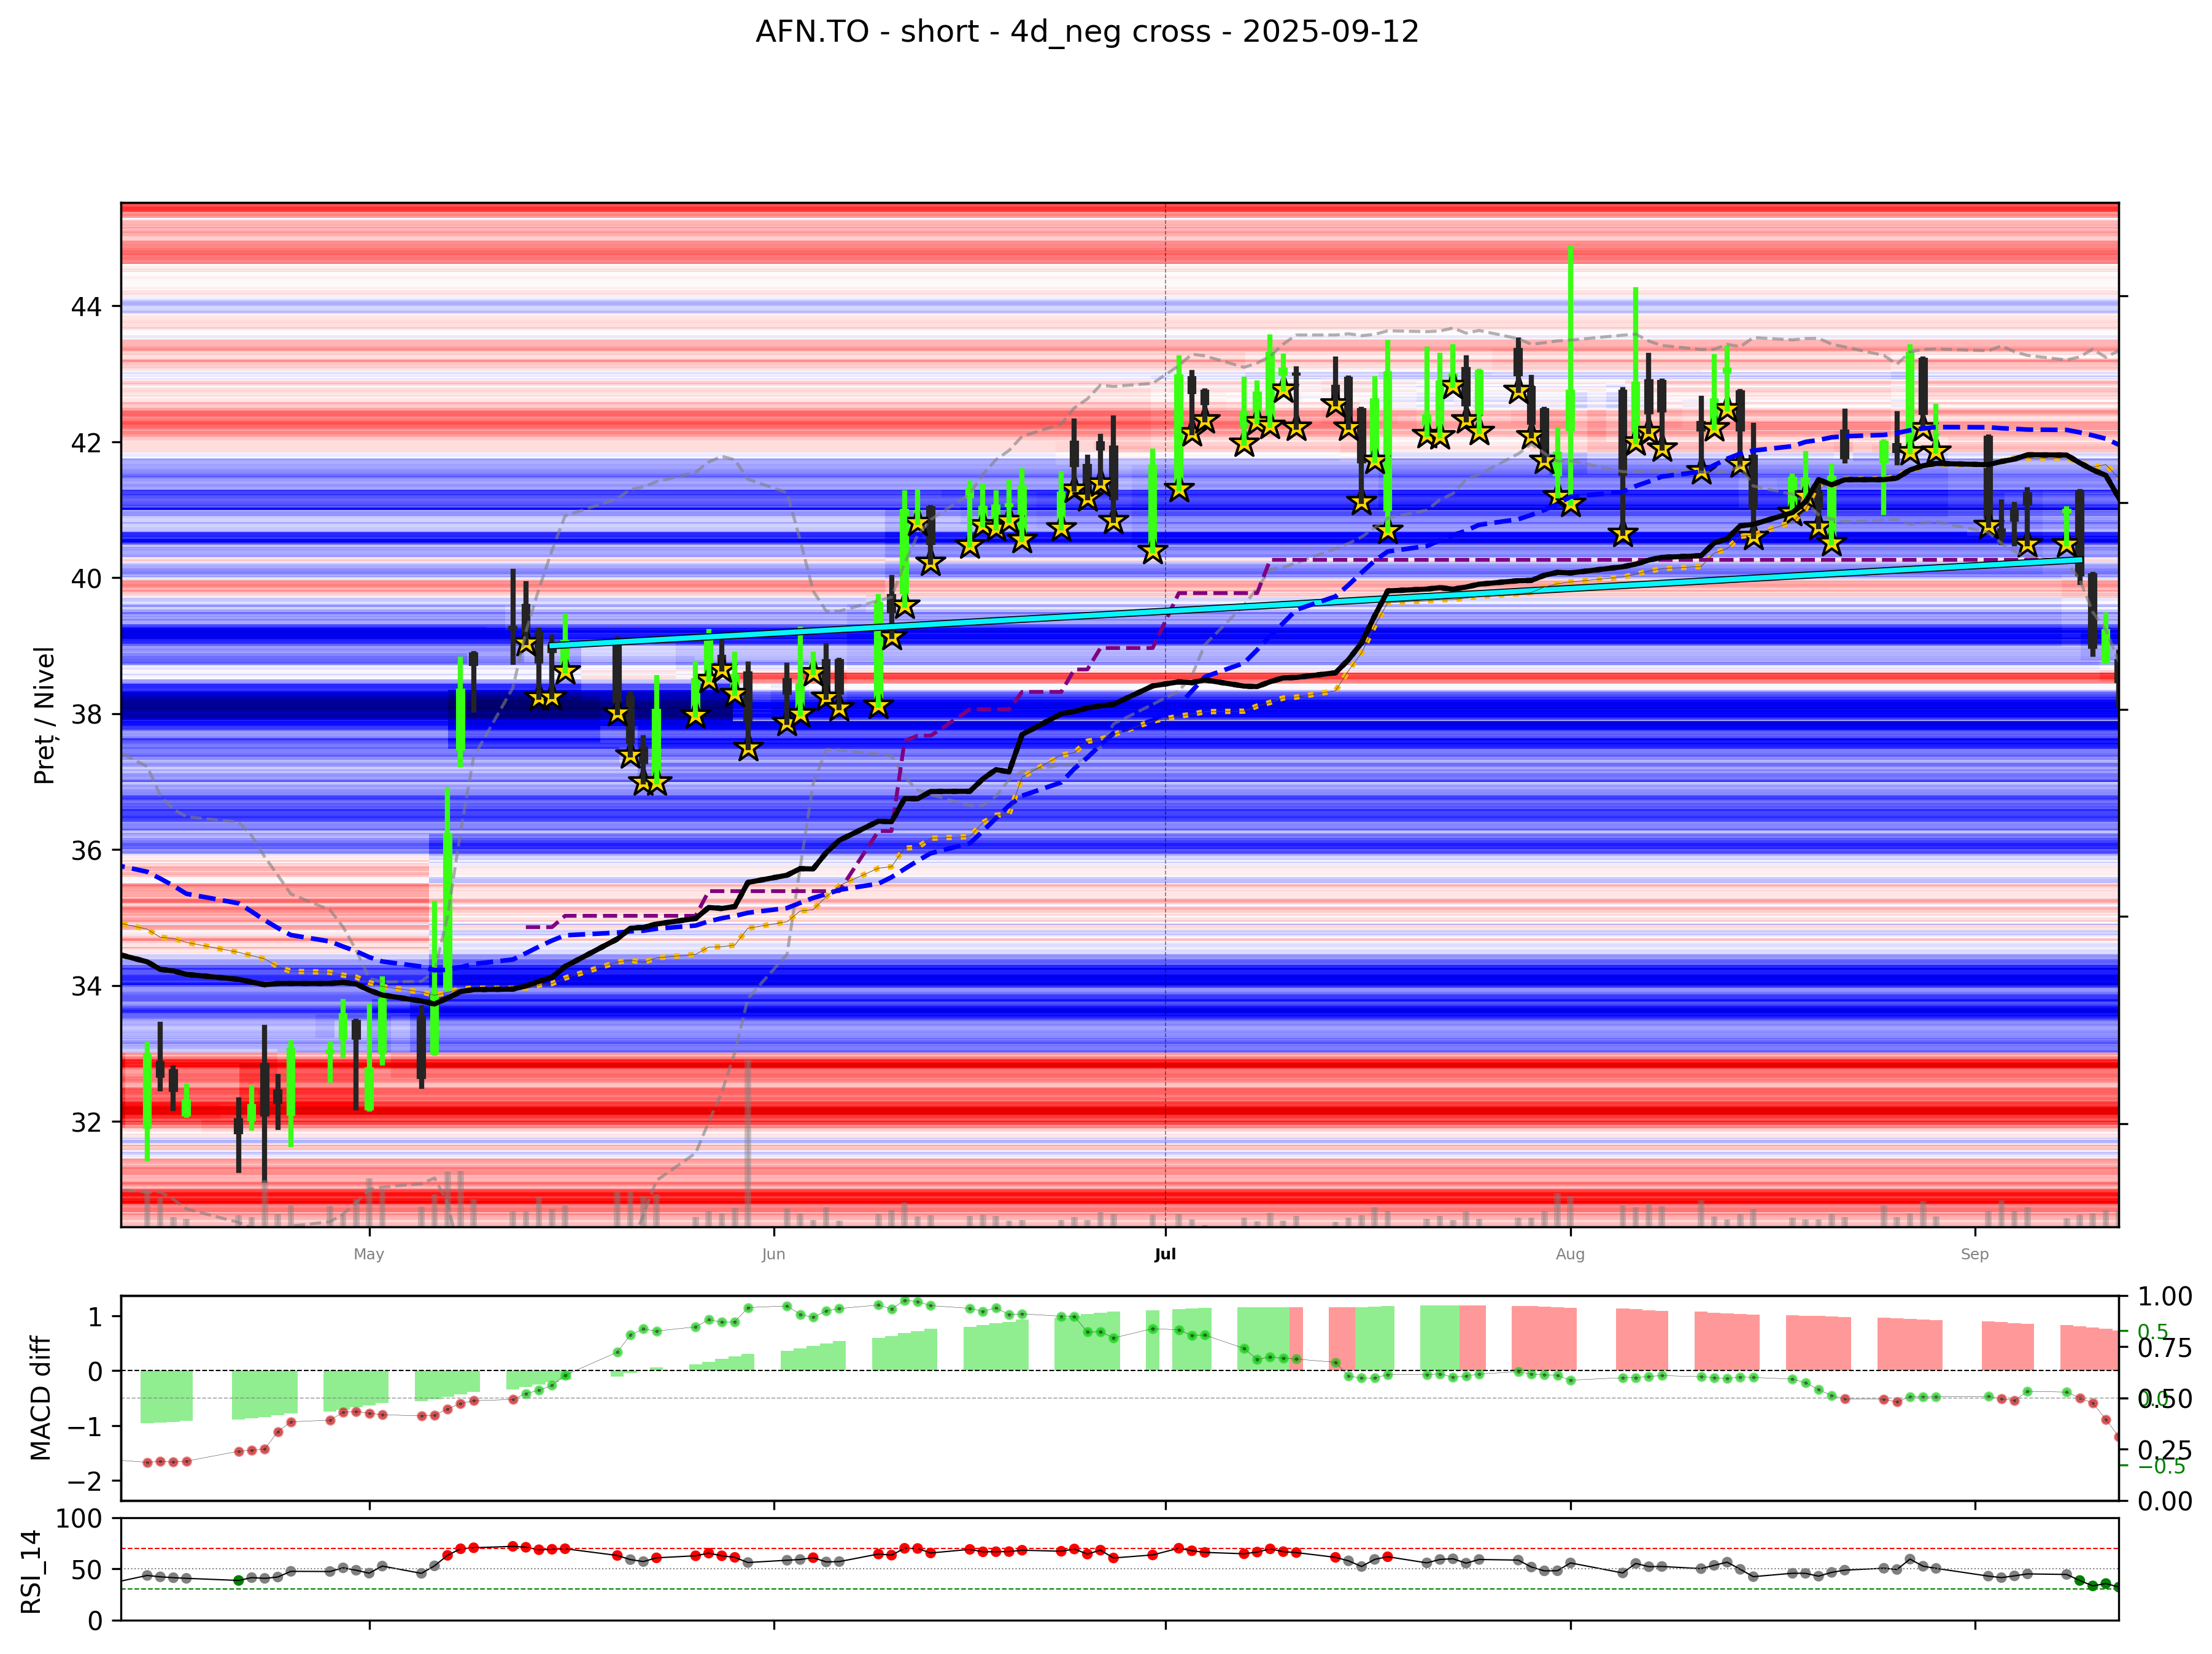 AFN.TO - short - 4d_neg cross - 2025-09-12
44
42
40
38
36
34
32
Preț / Nivel
May
Jun
Jul
Aug
Sep
1
0
−1
−2
MACD diff
1.00
0.75
0.50
0.25
0.00
0.5
0.0
−0.5
100
50
0
RSI_14